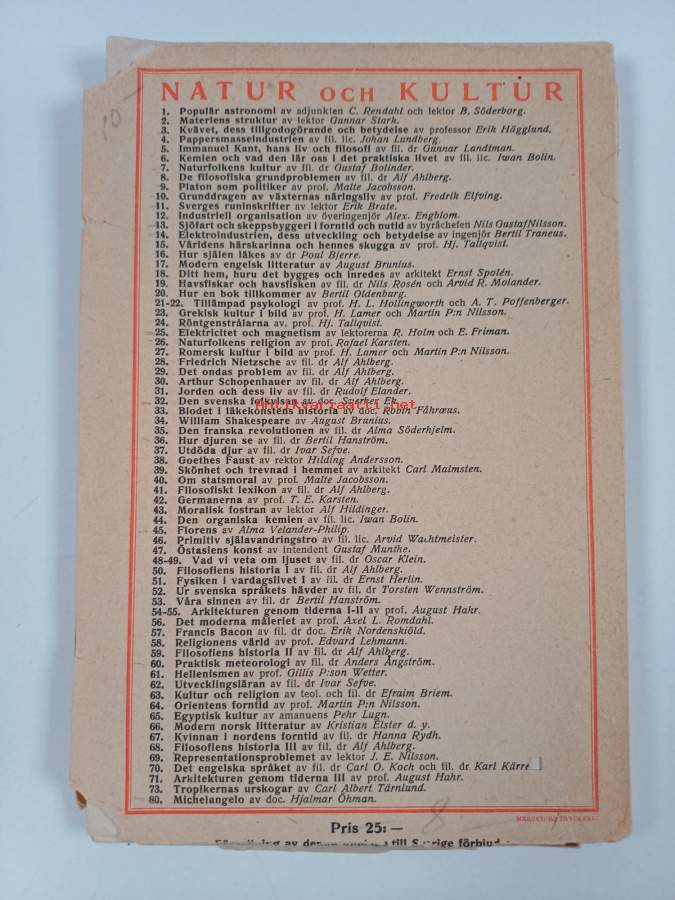 NATUR OCH KULTUR
1. Populär astronomi av adjunkten C. Rendahl och lektor B. Söderborg.
2. Materiens struktur av lektor Gunnar Stark.
3. Kvävet, dess tillgodogörande och betydelse av professor Erik Hägglund.
4. Pappersmasseindustrien av fil. lic. Johan Lundberg.
5. Immanuel Kant, hans liv och filosofi av fil. dr Gunnar Landtman.
6. Kemien och vad den lär oss i det praktiska livet av fil. lic. Iwan Bolin.
7. Naturfolkens kultur av Gustaf Bolinder.
8. De filosofiska grundproblemen av fil. dr Alf Ahlberg.
9. Platon som politiker av prof. Malte Jacobsson.
10. Grunddragen av växternas näringsliv av prof. Fredrik Elfving.
11. Sveriges runinskrifter av lektor Erik Brate.
12. Industriell organisation av överingenjör Alex. Engblom.
13. Sjöfart och skeppsbyggeri i forntid och nutid av byråchefen Nils Gustaf Nilsson.
14. Elektroindustrien, dess utveckling och betydelse av ingenjör Bertil Traneus.
15. Världens härskarinna och hennes skugga av prof. Hj. Tallqvist.
16. Hur själen läkes av dr Poul Bjerre.
17. Modern engelsk litteratur av August Brunius.
18. Ditt hem, huru det bygges och inredes av arkitekt Ernst Spolén.
19. Havsfiskar och havsfisken av fil. dr Nils Rosén och Arvid R. Molander.
20. Hur en bok tillkommer av Bertil Oldenburg.
21-22. Tillämpad psykologi av prof. H. L. Hollingworth och A. T. Poffenberger.
23. Grekisk kultur i bild av prof. H. Lamer och Martin P:n Nilsson.
24. Röntgenstrålarna av. prof. Hj. Tallqvist.
25. Elektricitet och magnetism av lektorerna R. Holm och E. Friman.
26. Naturfolkens religion av prof. Rafael Karsten.
27. Romersk kultur i bild av prof. H. Lamer och Martin P:n Nilsson.
28. Friedrich Nietzsche av fil. dr Alf Ahlberg.
29. Det ondas problem av fil. dr Alf Ahlberg.
30. Arthur Schopenhauer av fil. dr Alf Ahlberg.
31. Jorden och dess liv av fil. dr Rudolf Elander.
32. Den svenska folkvisan av doc. Sverker Ek.
antikvariaatti.net
33. Blodet i läkekonstens historia av doc. Robin Fåhræus.
34. William Shakespeare av August Brunius.
35. Den franska revolutionen av fil. dr Alma Söderhjelm.
36. Hur djuren se av fil. dr Bertil Hanström.
37. Utdöda djur av fil. dr Ivar Sefve.
38. Goethes Faust av rektor Hilding Andersson.
39. Skönhet och trevnad i hemmet av arkitekt Carl Malmsten.
40. Om statsmoral av prof. Malte Jacobsson.
41. Filosofiskt lexikon av fil. dr Alf Ahlberg.
42. Germanerna av prof. T. E. Karsten.
43. Moralisk fostran av lektor Alf Hildinger.
44. Den organiska kemien av fil. lic. Iwan Bolin.
45. Florens av Alma Velander-Philip.
46. Primitiv själavandringstro av fil. lic. Arvid Wachtmeister.
47. Östasiens konst av intendent Gustaf Munthe.
48-49. Vad vi veta om ljuset av fil. dr Oscar Klein.
50. Filosofiens historia I av fil. dr Alf Ahlberg.
51. Fysiken i vardagslivet I av fil. dr Ernst Herlin.
52. Ur svenska språkets hävder av fil. dr Torsten Wennström.
53. Våra sinnen av fil. dr Bertil Hanström.
54-55. Arkitekturen genom tiderna I-II av prof. August Hahr.
56. Det moderna måleriet av prof. Axel L. Romdahl.
57. Francis Bacon av fil. doc. Erik Nordenskiöld.
58. Religionens värld av prof. Edvard Lehmann.
59. Filosofiens historia II av fil. dr Alf Ahlberg.
60. Praktisk meteorologi av fil. dr Anders Ångström.
61. Hellenismen av prof. Gillis P:son Wetter.
62. Utvecklingsläran av fil. dr Ivar Sefve.
63. Kultur och religion av teol. och fil. dr Efraim Briem.
64. Orientens forntid av prof. Martin P:n Nilsson.
65. Egyptisk kultur av amanuens Pehr Lugn.
66. Modern norsk litteratur av Kristian Elster d. y.
67. Kvinnan i nordens forntid av fil. dr Hanna Rydh.
68. Filosofiens historia III av fil. dr Alf Ahlberg.
69. Representationsproblemet av lektor J. E. Nilsson.
70. Det engelska språket av fil. dr Carl O. Koch och fil. dr Karl Kärre
71. Arkitekturen genom tiderna III av prof. August Hahr.
73. Tropikernas urskogar av Carl Albert Tärnlund.
80. Michelangelo av doc. Hjalmar Öhman.
Pris 25: —
8
10